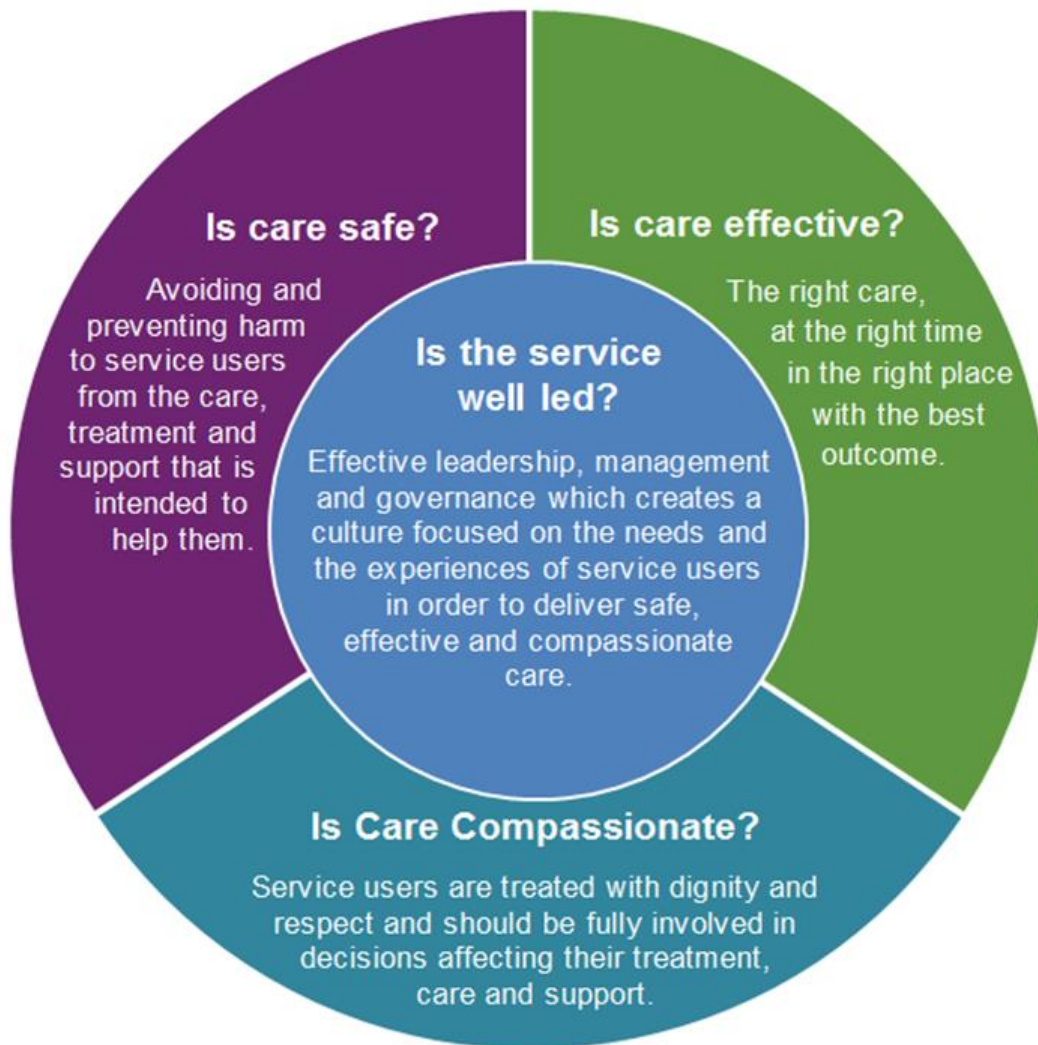 Is care safe?
Avoiding and
preventing harm
to service users
from the care,
treatment and
support that is
intended to
help them.
Is care effective?
The right care,
at the right time
in the right place
with the best
outcome.
Is the service
well led?
Effective leadership, management
and governance which creates a
culture focused on the needs and
the experiences of service users
in order to deliver safe,
effective and compassionate
care.
Is Care Compassionate?
Service users are treated with dignity and
respect and should be fully involved in
decisions affecting their treatment,
care and support.